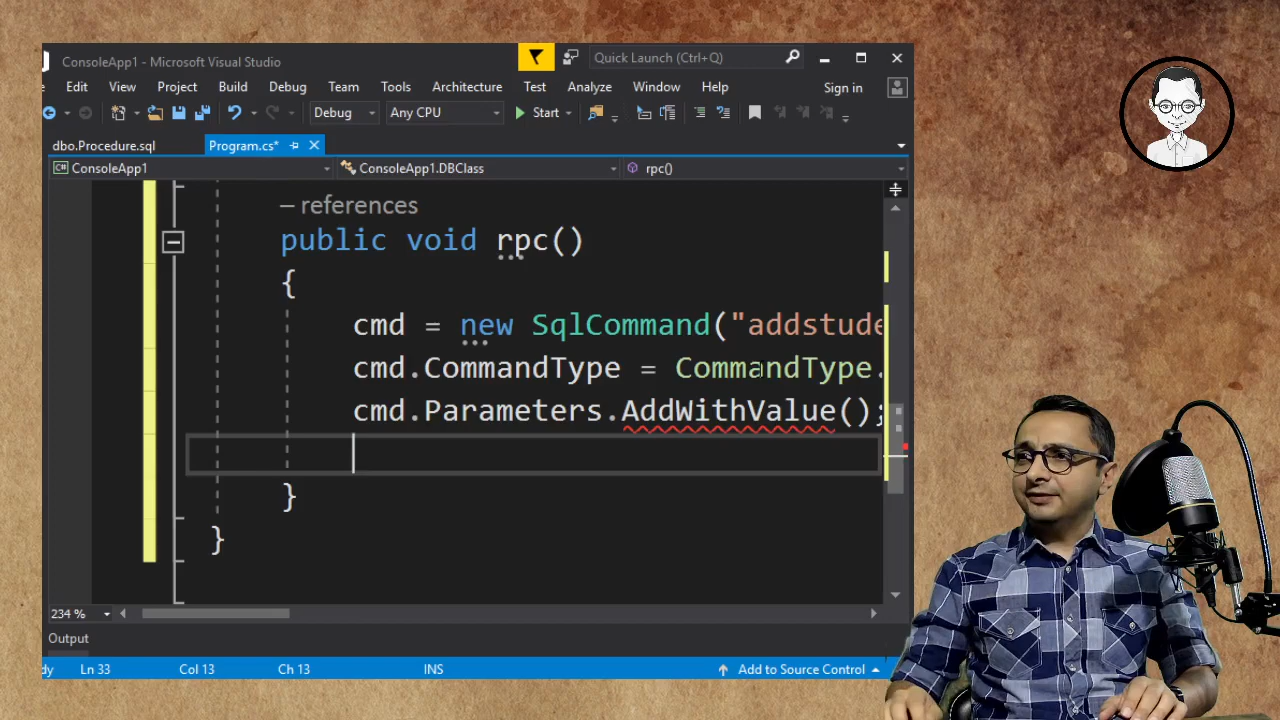 ConsoleApp1 - Microsoft Visual Studio
Quick Launch (Ctrl+Q)
Edit View Project Build Debug Team Tools Architecture Test Analyze Window Help Sign in
Debug Any CPU Start
dbo.Procedure.sql Program.cs*
ConsoleApp1 ConsoleApp1.DBClass rpc()
– references
public void rpc()
{
cmd = new SqlCommand("addstude
cmd.CommandType = CommandType.
cmd.Parameters.AddWithValue();
}
}
234 %
Output
dy Ln 33 Col 13 Ch 13 INS Add to Source Control